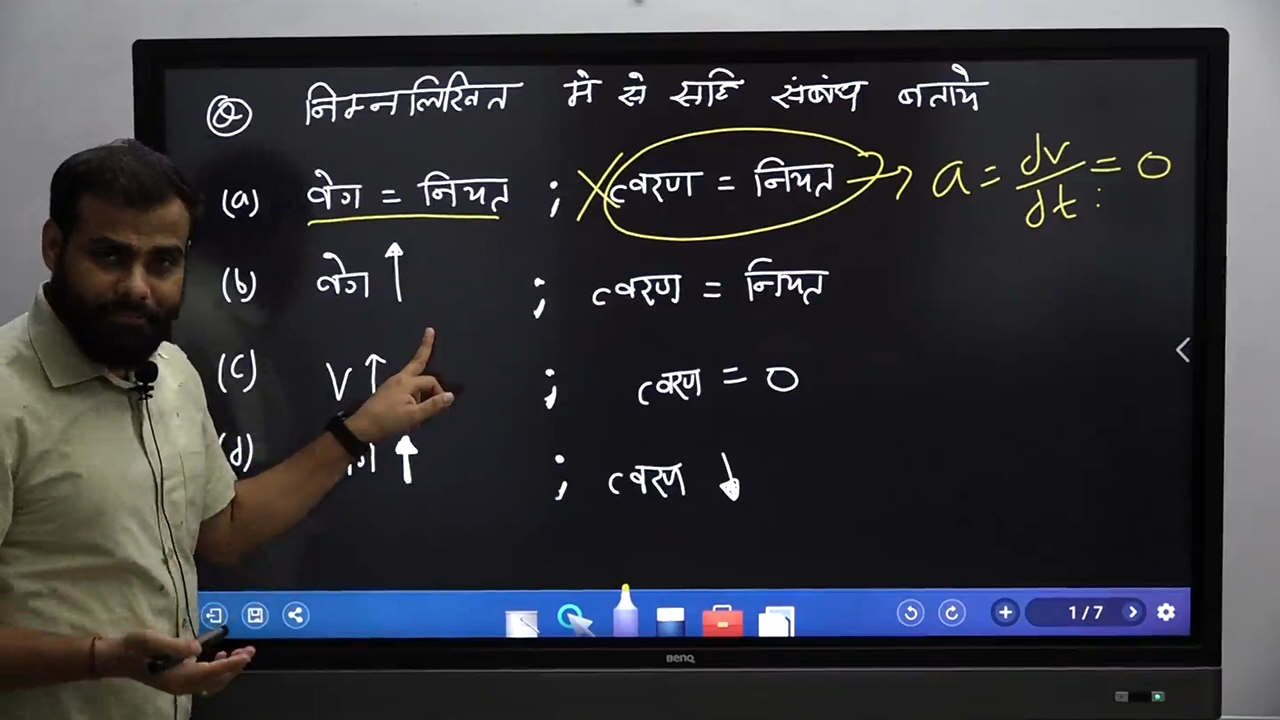 Q निम्नलिखित मे से सहि संबंध बताये
(a) वेग = नियत ; त्वरण = नियत → a = dv/dt = 0
(b) वेग ↑ ; त्वरण = नियत
(c) V ↑ ; त्वरण = 0
(d) ↑ ; त्वरण ↓
1/7
BenQ